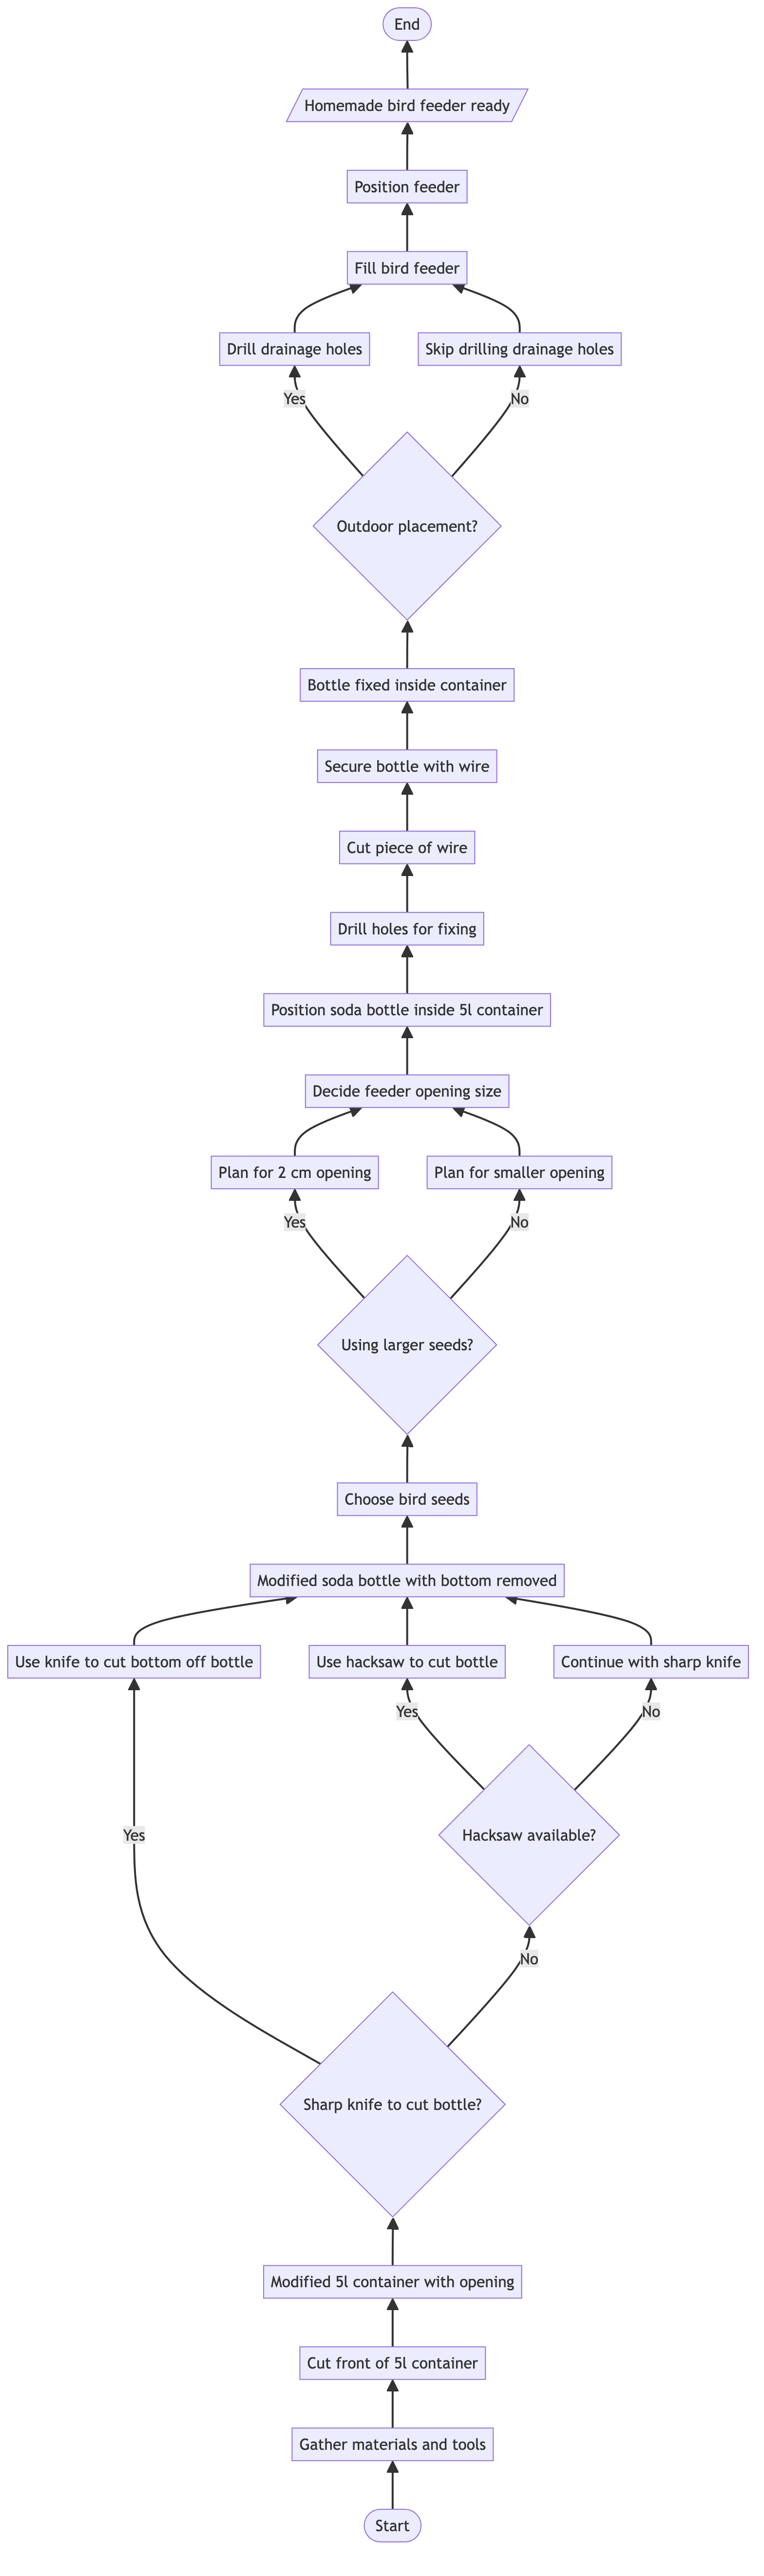 End
Homemade bird feeder ready
Position feeder
Fill bird feeder
Drill drainage holes
Skip drilling drainage holes
Yes
No
Outdoor placement?
Bottle fixed inside container
Secure bottle with wire
Cut piece of wire
Drill holes for fixing
Position soda bottle inside 5l container
Decide feeder opening size
Plan for 2 cm opening
Plan for smaller opening
Yes
No
Using larger seeds?
Choose bird seeds
Modified soda bottle with bottom removed
Use knife to cut bottom off bottle
Use hacksaw to cut bottle
Continue with sharp knife
Yes
No
Hacksaw available?
Yes
No
Sharp knife to cut bottle?
Modified 5l container with opening
Cut front of 5l container
Gather materials and tools
Start